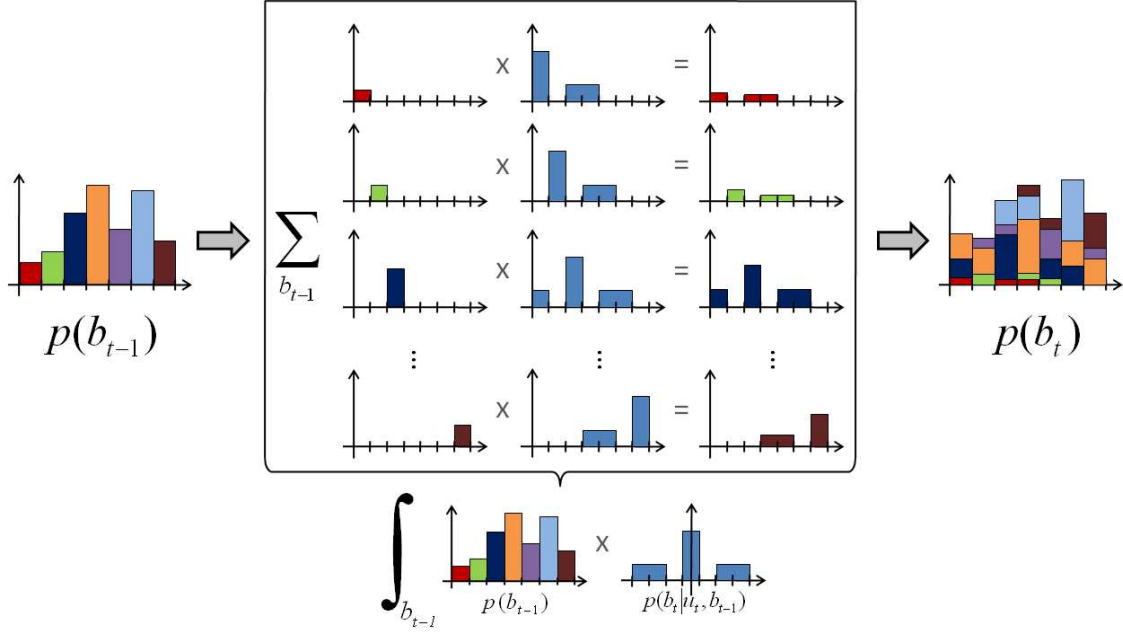 x =
x =
∑
b_{t-1}
x =
⋮ ⋮ ⋮
x =
p(b_{t-1})
p(b_t)
∫
b_{t-1}
x
p(b_{t-1})
p(b_t|u_t, b_{t-1})